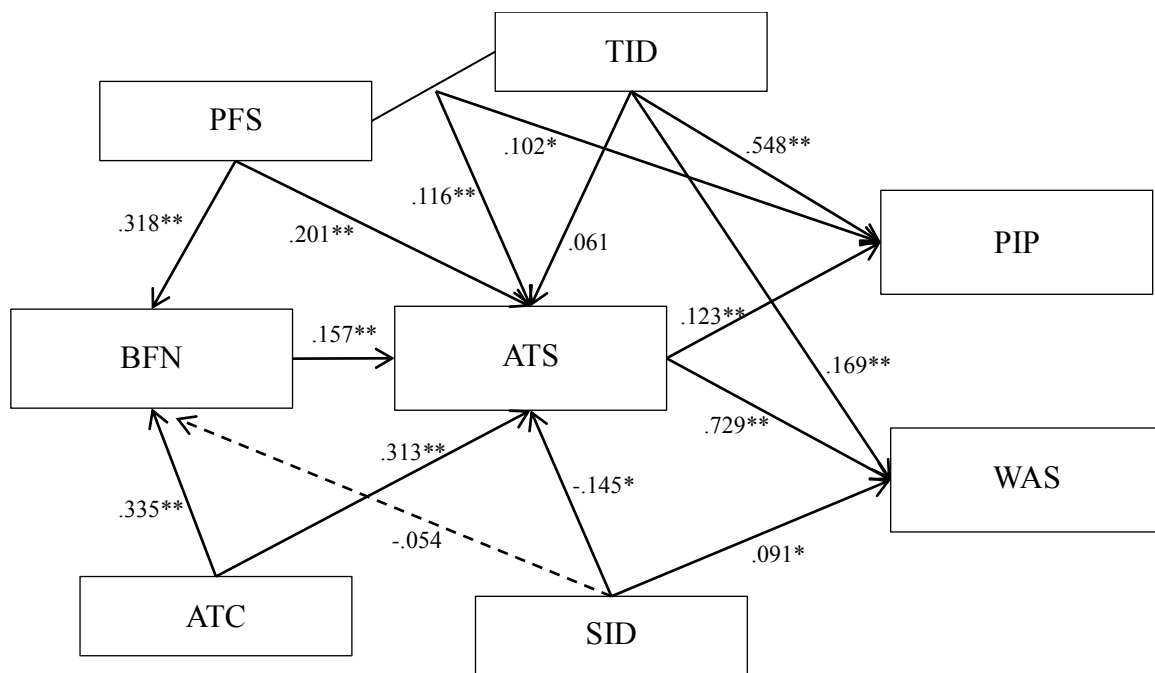 TID
PFS
.102*
.548**
.116**
.318**
.201**
.061
PIP
.157**
.123**
BFN
ATS
.169**
.729**
.313**
WAS
-.145*
.335**
-.054
.091*
ATC
SID